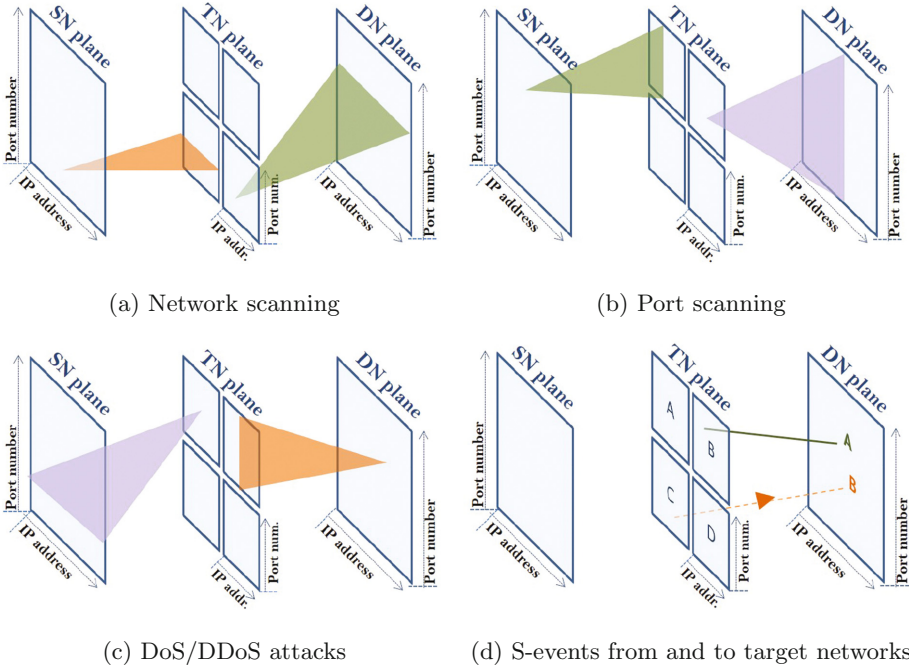 SN plane
TN plane
DN plane
Port number
IP address
IP addr.
Port num.
IP address
Port number
(a) Network scanning
SN plane
TN plane
DN plane
Port number
IP address
IP addr.
Port num.
IP address
Port number
(b) Port scanning
SN plane
TN plane
DN plane
Port number
IP address
IP addr.
Port num.
IP address
Port number
(c) DoS/DDoS attacks
SN plane
TN plane
DN plane
Port number
A
B
C
D
A
B
IP address
IP addr.
Port num.
IP address
Port number
(d) S-events from and to target networks